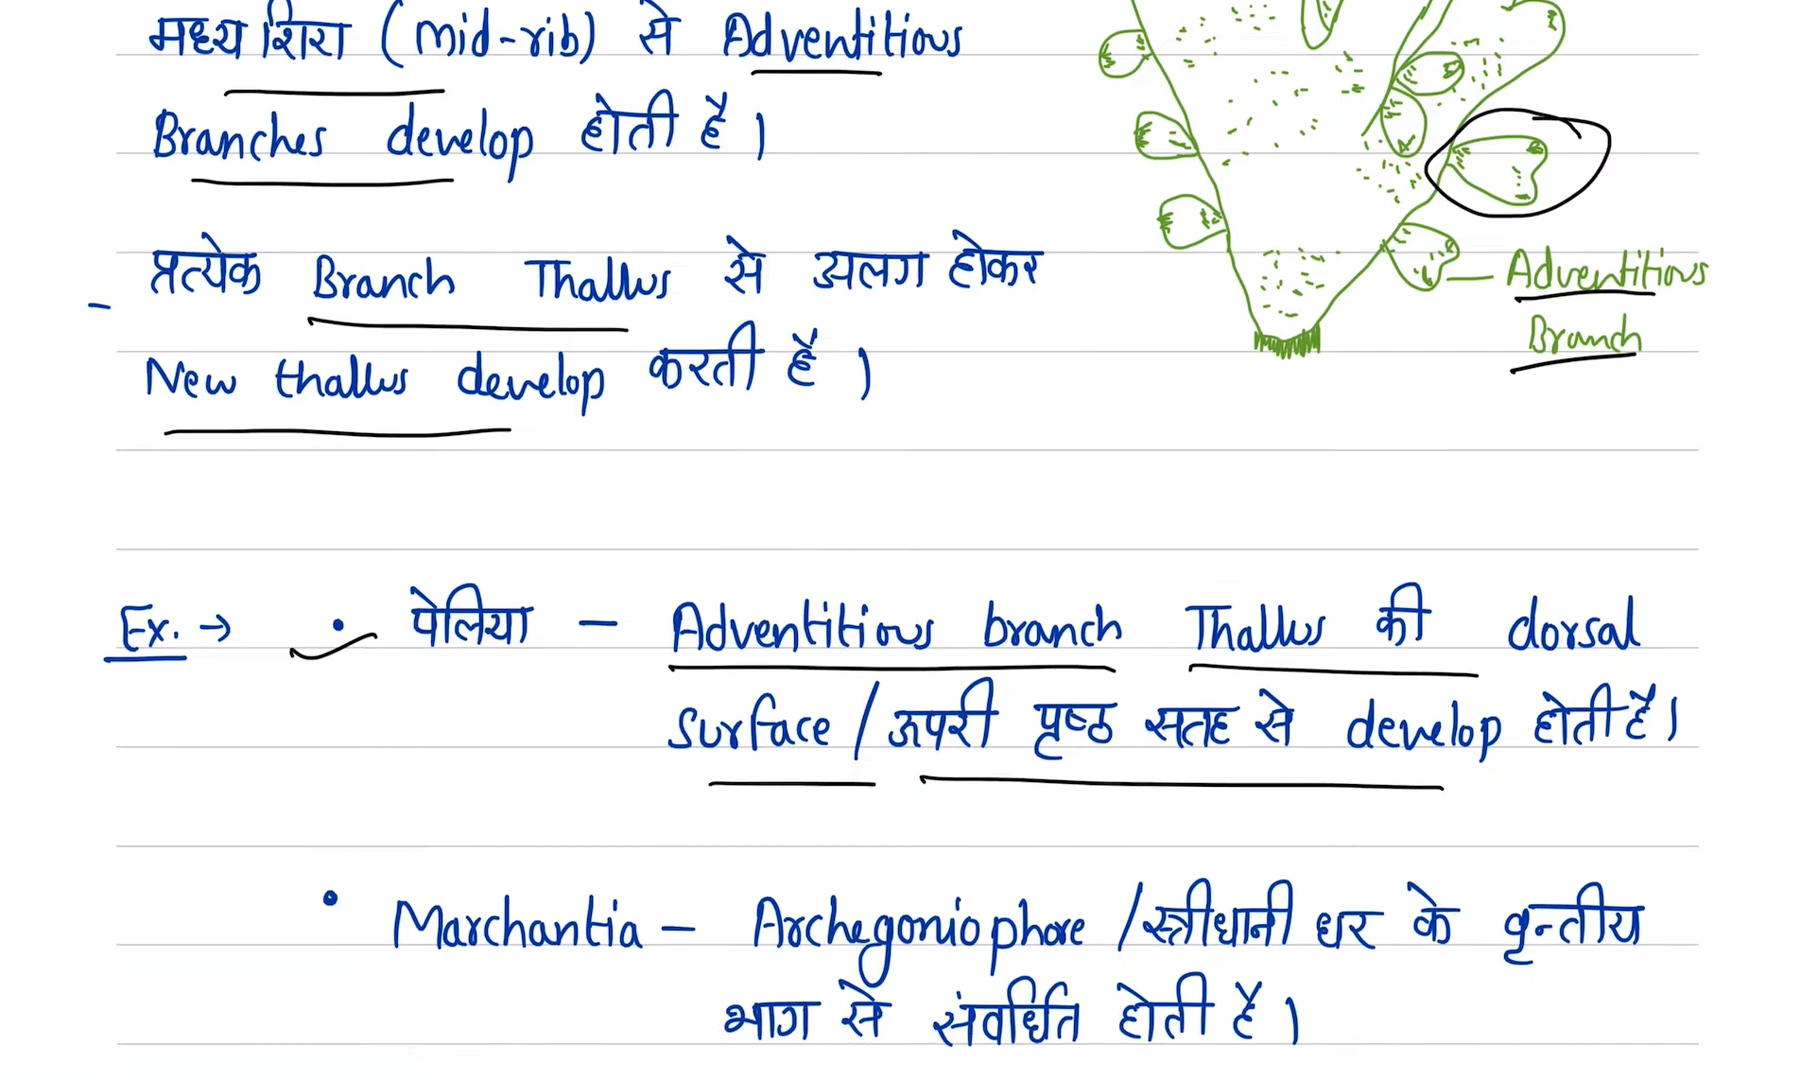 मध्य शिरा (mid-rib) से Adventitious
Branches develop होती है।
- प्रत्येक Branch Thallus से अलग होकर
New thallus develop करती है।
Adventitious
Branch
Ex. → • पेलिया – Adventitious branch Thallus की dorsal
Surface / ऊपरी पृष्ठ सतह से develop होती है।
• Marchantia – Archegoniophore / स्त्रीधानी धर के वृन्तीय
भाग से संवर्धित होती है।